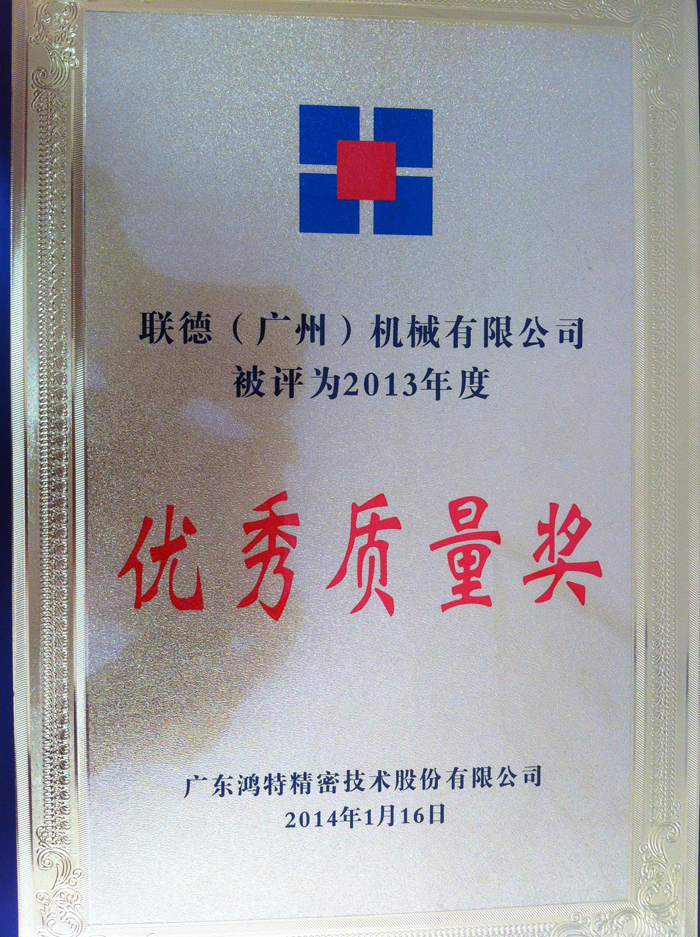 联德（广州）机械有限公司
被评为2013年度
优秀质量奖
广东鸿特精密技术股份有限公司
2014年1月16日